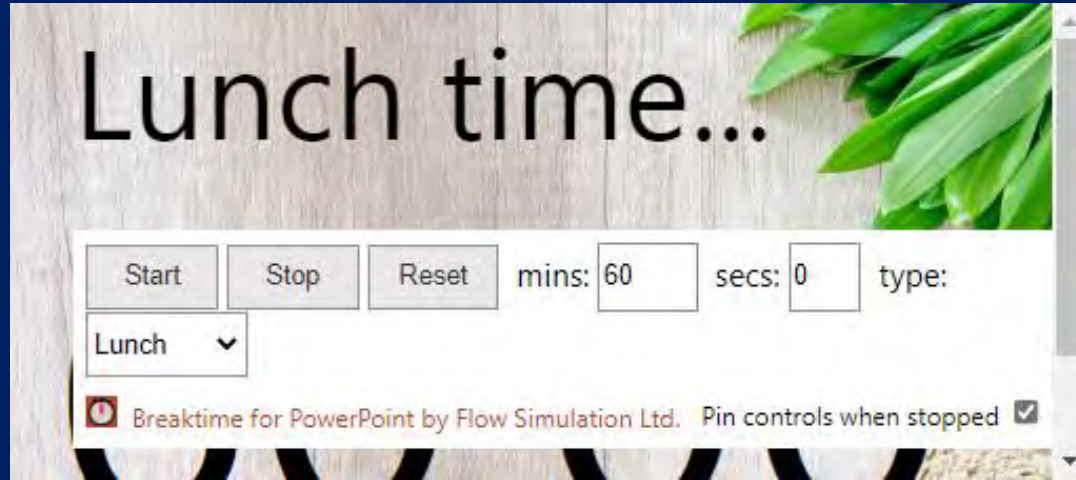 Lunch time...
Start Stop Reset mins: 60 secs: 0 type:
Lunch
Breaktime for PowerPoint by Flow Simulation Ltd. Pin controls when stopped